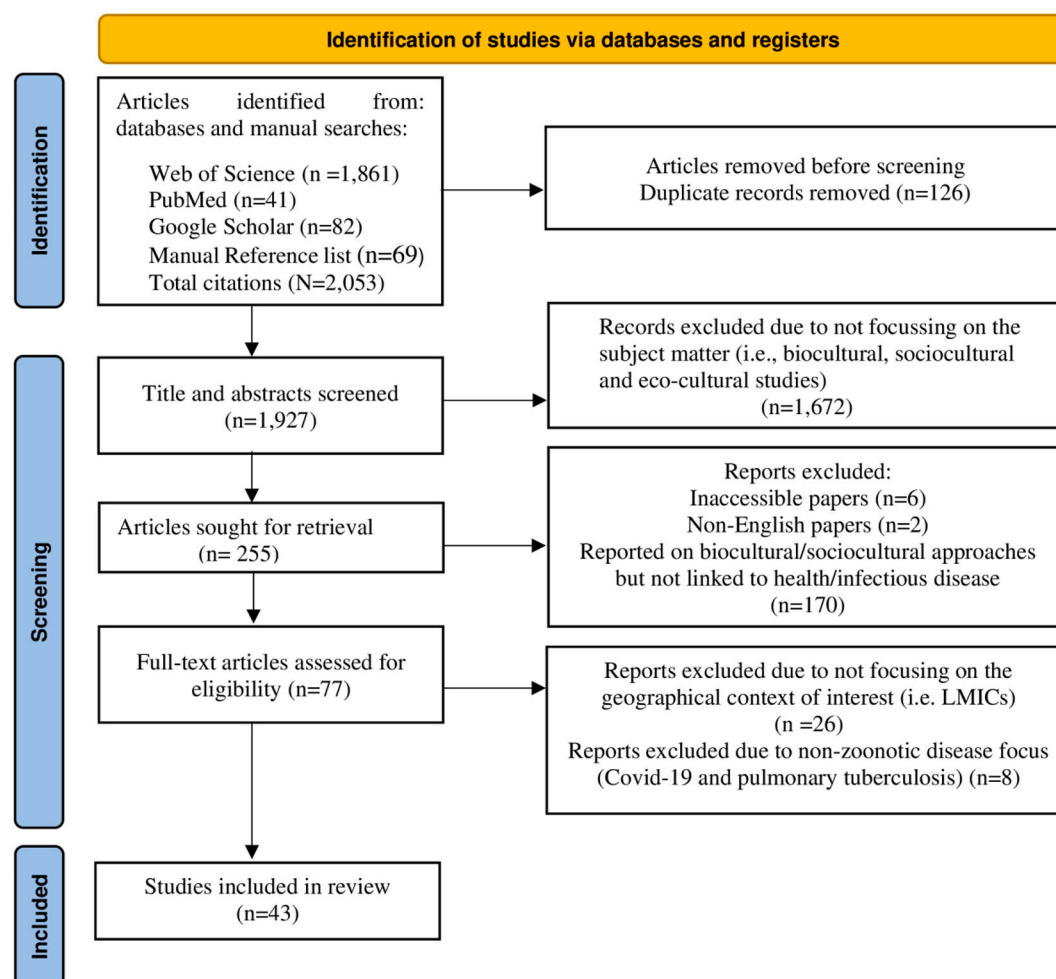 Identification of studies via databases and registers
Identification
Articles identified from:
databases and manual searches:
Web of Science (n =1,861)
PubMed (n=41)
Google Scholar (n=82)
Manual Reference list (n=69)
Total citations (N=2,053)
Articles removed before screening
Duplicate records removed (n=126)
Screening
Title and abstracts screened
(n=1,927)
Records excluded due to not focussing on the
subject matter (i.e., biocultural, sociocultural
and eco-cultural studies)
(n=1,672)
Articles sought for retrieval
(n= 255)
Reports excluded:
Inaccessible papers (n=6)
Non-English papers (n=2)
Reported on biocultural/sociocultural approaches
but not linked to health/infectious disease
(n=170)
Full-text articles assessed for
eligibility (n=77)
Reports excluded due to not focusing on the
geographical context of interest (i.e. LMICs)
(n =26)
Reports excluded due to non-zoonotic disease focus
(Covid-19 and pulmonary tuberculosis) (n=8)
Included
Studies included in review
(n=43)